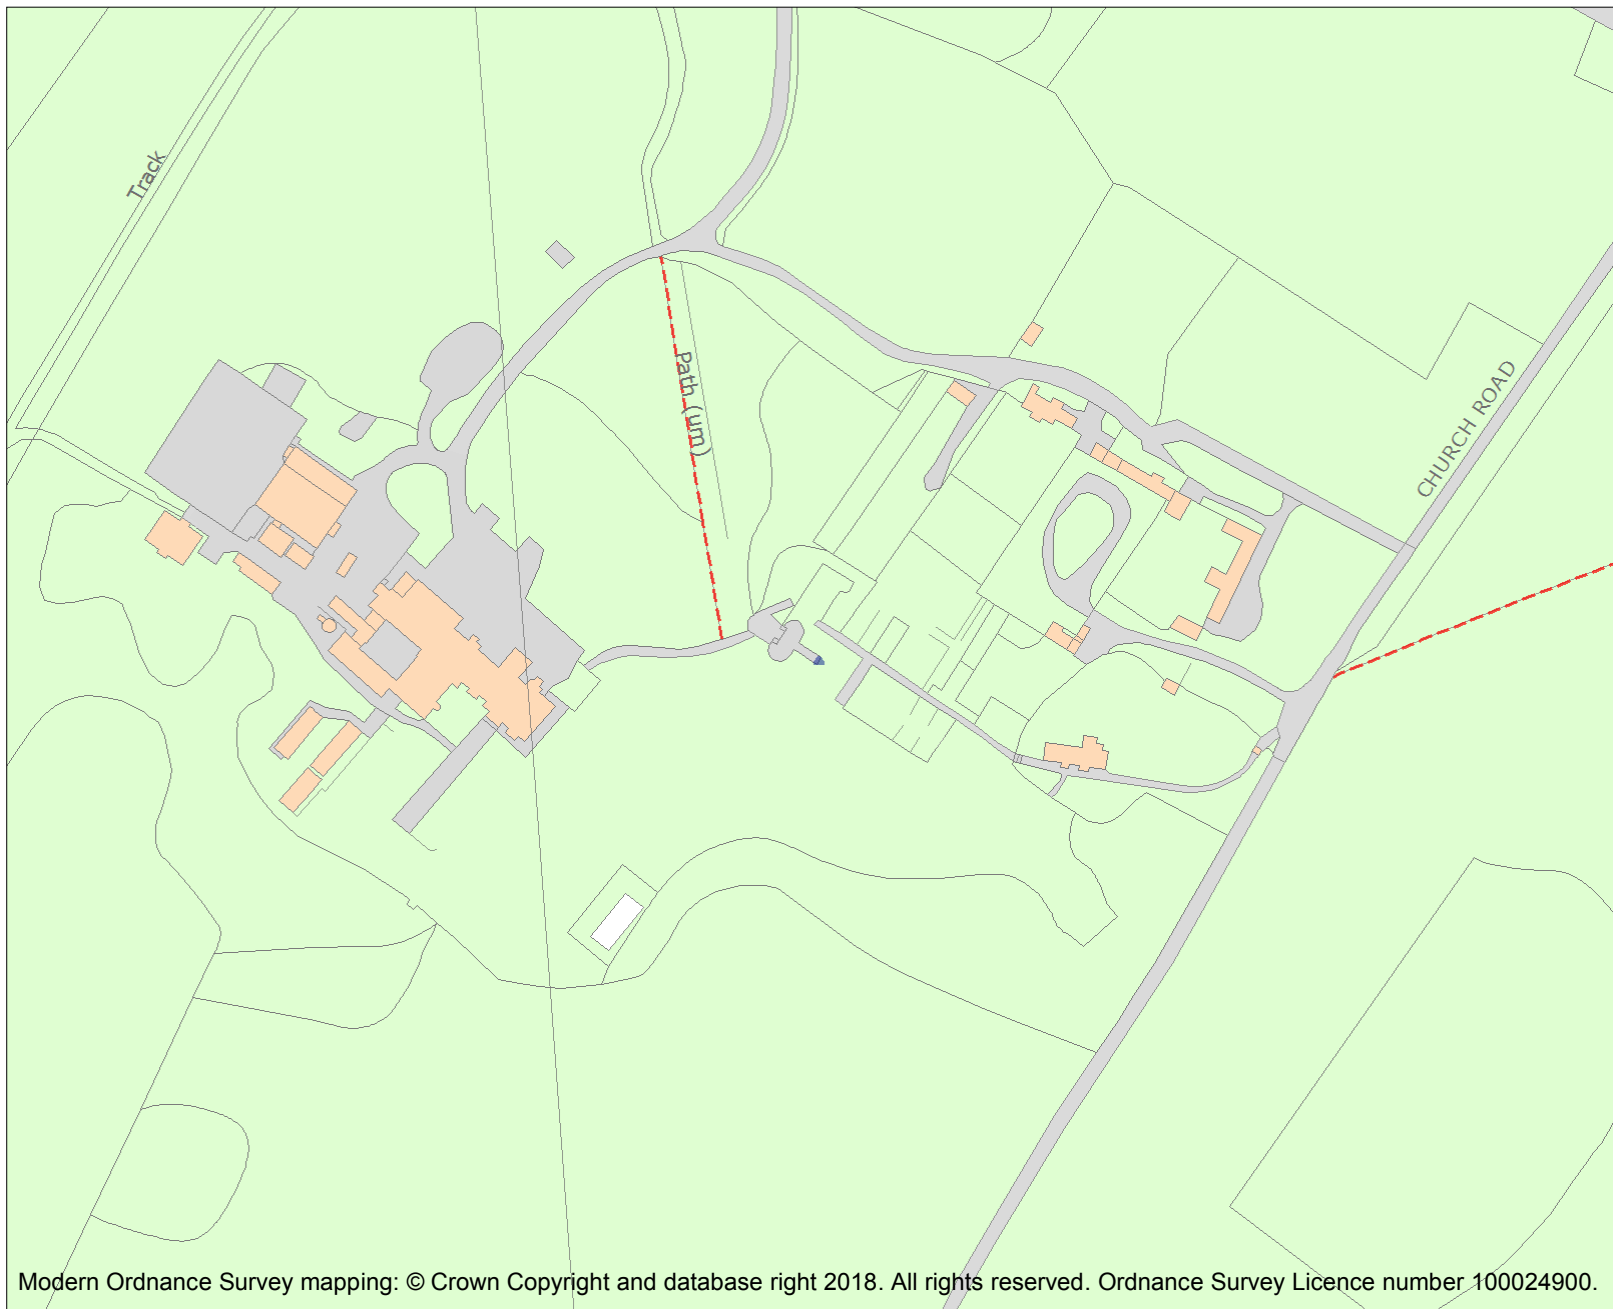 Track
Path (um)
CHURCH ROAD
Modern Ordnance Survey mapping: © Crown Copyright and database right 2018. All rights reserved. Ordnance Survey Licence number 100024900.